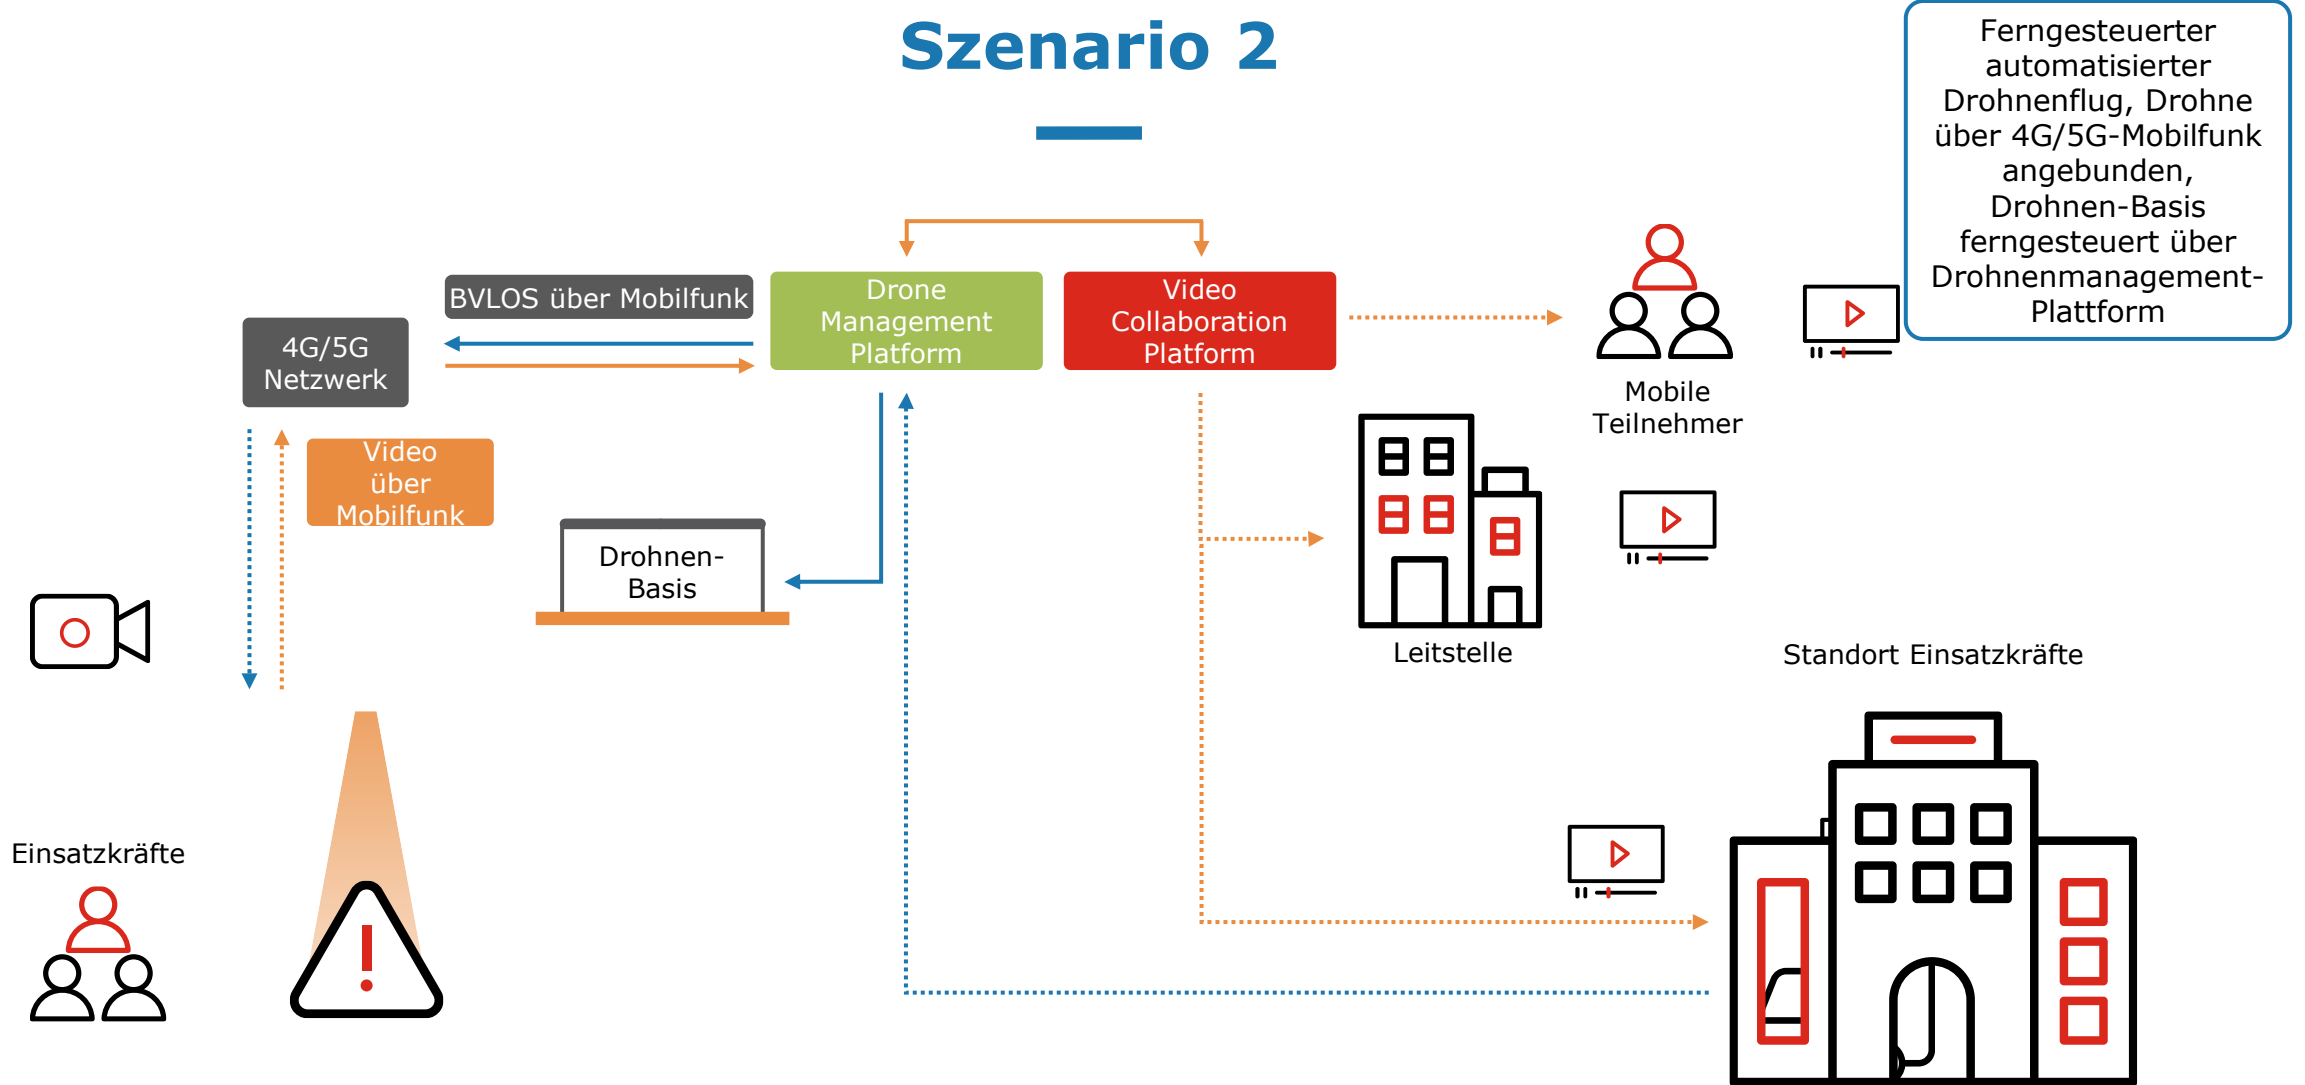 Szenario 2
Ferngesteuerter
automatisierter
Drohnenflug, Drohne
über 4G/5G-Mobilfunk
angebunden,
Drohnen-Basis
ferngesteuert über
Drohnenmanagement-
Plattform
BVLOS über Mobilfunk
Drone
Management
Platform
Video
Collaboration
Platform
4G/5G
Netzwerk
Mobile
Teilnehmer
Video
über
Mobilfunk
Drohnen-
Basis
Leitstelle
Standort Einsatzkräfte
Einsatzkräfte